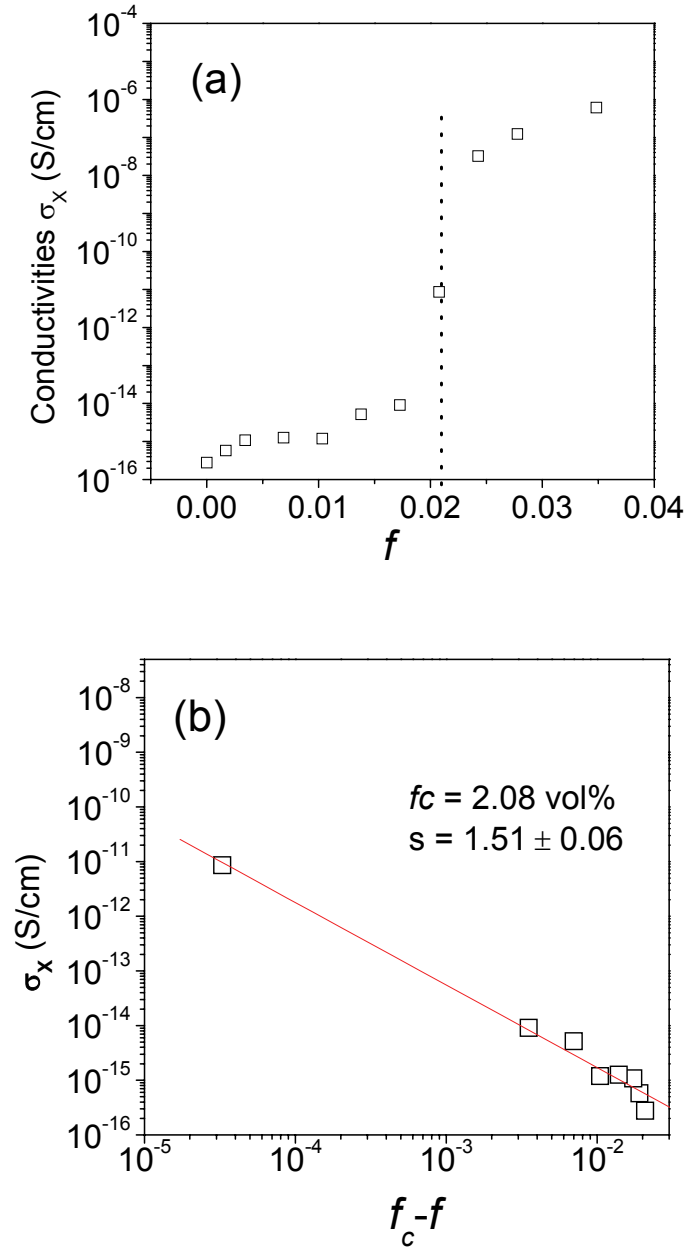 (a)
Conductivities σₓ (S/cm)
10⁻⁴
10⁻⁶
10⁻⁸
10⁻¹⁰
10⁻¹²
10⁻¹⁴
10⁻¹⁶
0.00 0.01 0.02 0.03 0.04
f
(b)
fc = 2.08 vol%
s = 1.51 ± 0.06
σₓ (S/cm)
10⁻⁸
10⁻⁹
10⁻¹⁰
10⁻¹¹
10⁻¹²
10⁻¹³
10⁻¹⁴
10⁻¹⁵
10⁻¹⁶
10⁻⁵ 10⁻⁴ 10⁻³ 10⁻²
f_c-f